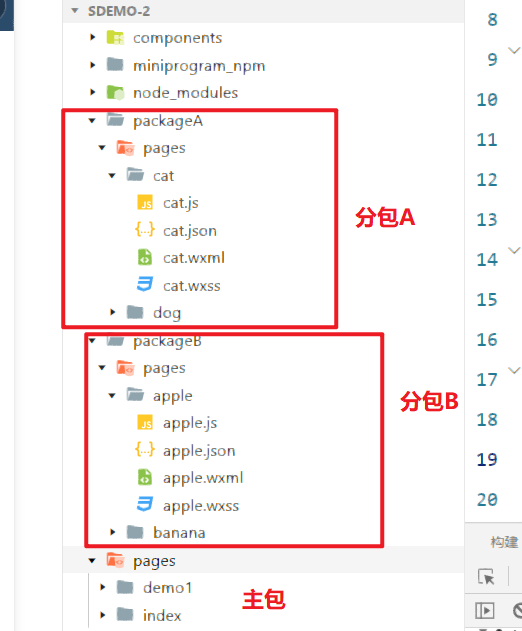 SDEMO-2
components
miniprogram_npm
node_modules
packageA
pages
cat
JS cat.js
{..} cat.json
cat.wxml
cat.wxss
dog
分包A
packageB
pages
apple
JS apple.js
{..} apple.json
apple.wxml
apple.wxss
banana
分包B
pages
demo1
index
主包
8
9
10
11
12
13
14
15
16
17
18
19
20
构建